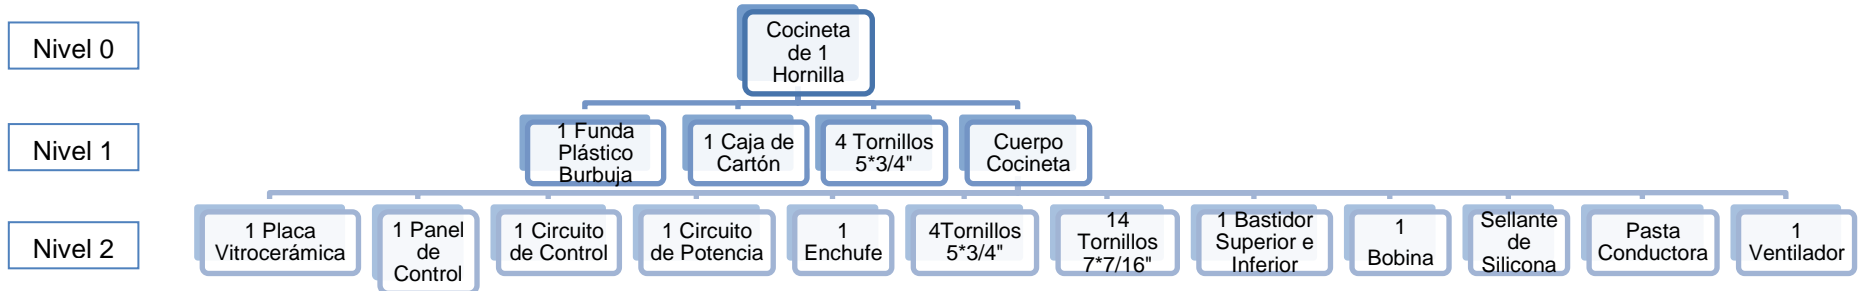 Nivel 0
Cocineta
de 1
Hornilla
Nivel 1
1 Funda
Plástico
Burbuja
1 Caja de
Cartón
4 Tornillos
5*3/4"
Cuerpo
Cocineta
Nivel 2
1 Placa
Vitrocerámica
1 Panel
de
Control
1 Circuito
de Control
1 Circuito
de Potencia
1
Enchufe
4Tornillos
5*3/4"
14
Tornillos
7*7/16"
1 Bastidor
Superior e
Inferior
1
Bobina
Sellante
de
Silicona
Pasta
Conductora
1
Ventilador